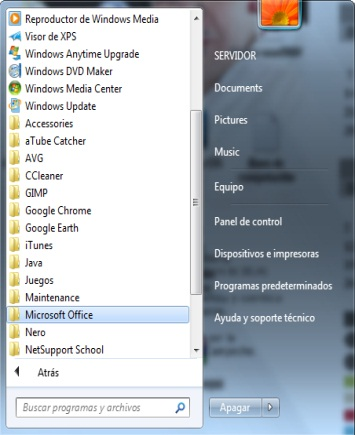 Reproductor de Windows Media
Visor de XPS
Windows Anytime Upgrade
Windows DVD Maker
Windows Media Center
Windows Update
Accessories
aTube Catcher
AVG
CCleaner
GIMP
Google Chrome
Google Earth
iTunes
Java
Juegos
Maintenance
Microsoft Office
Nero
NetSupport School
Atrás
Buscar programas y archivos
SERVIDOR
Documents
Pictures
Music
Equipo
Panel de control
Dispositivos e impresoras
Programas predeterminados
Ayuda y soporte técnico
Apagar